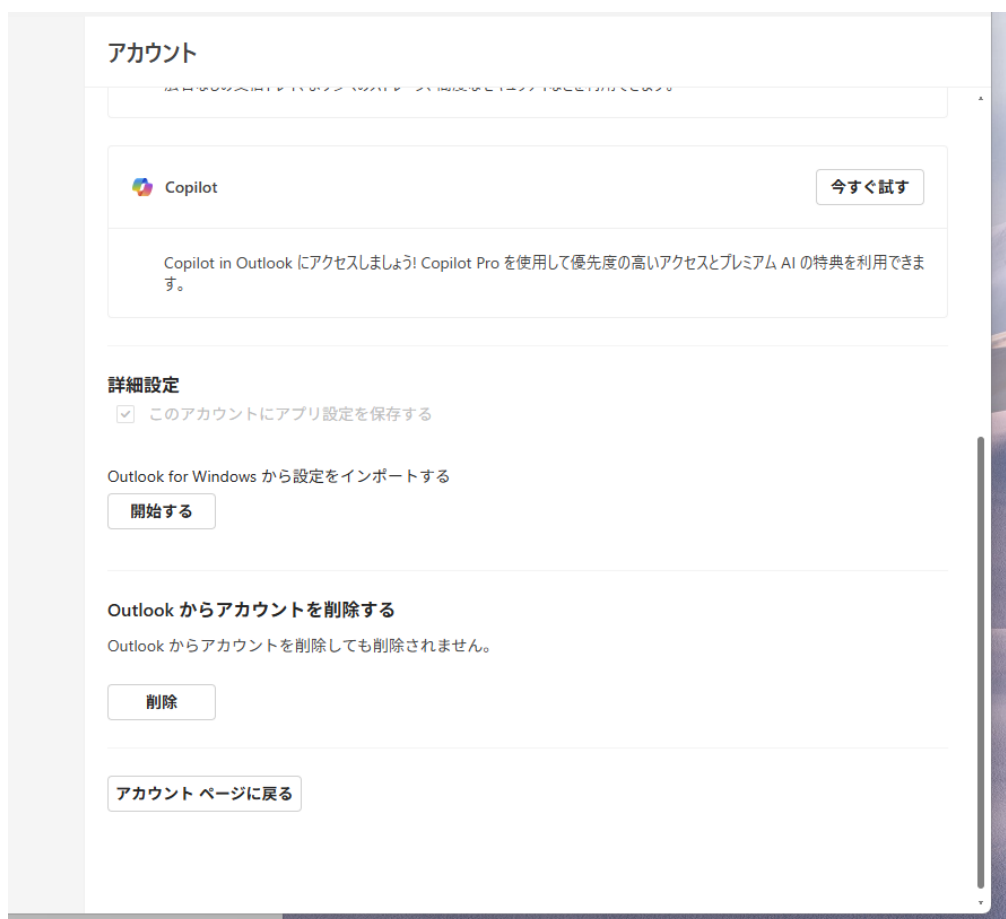 アカウント
Copilot
今すぐ試す
Copilot in Outlook にアクセスしましょう! Copilot Pro を使用して優先度の高いアクセスとプレミアム AI の特典を利用できま
す。
詳細設定
このアカウントにアプリ設定を保存する
Outlook for Windows から設定をインポートする
開始する
Outlook からアカウントを削除する
Outlook からアカウントを削除しても削除されません。
削除
アカウント ページに戻る